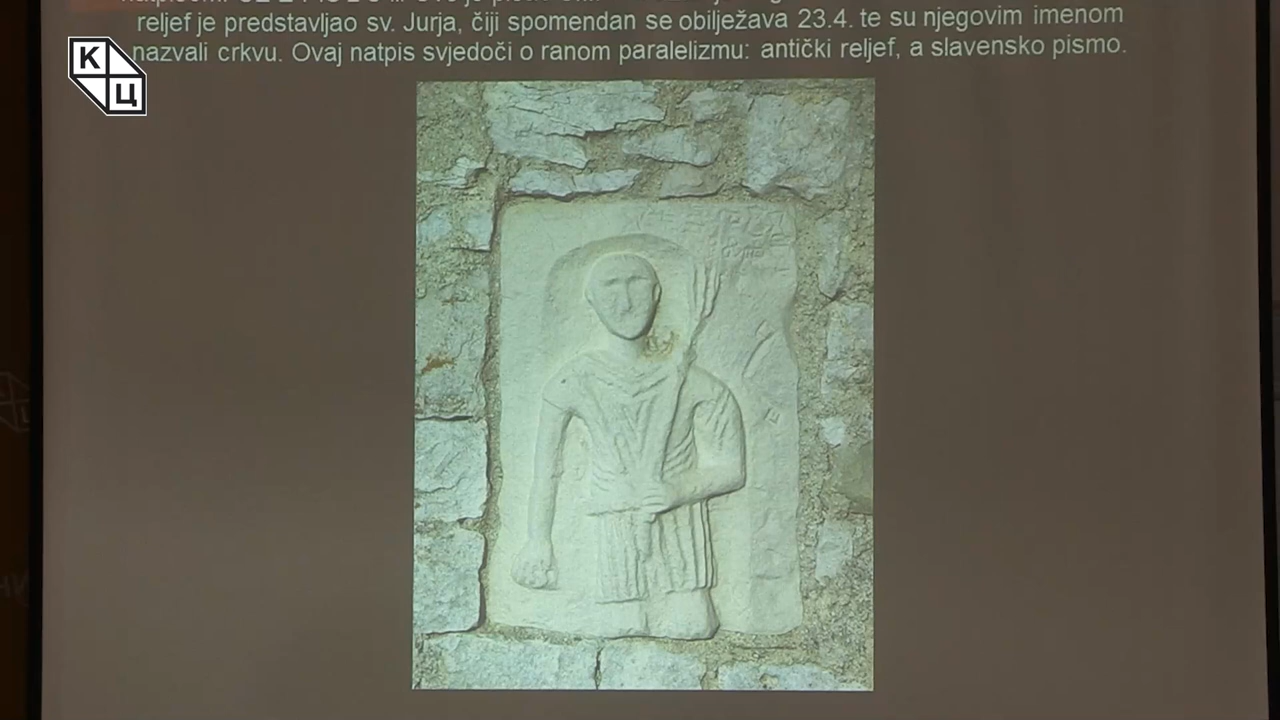 reljef je predstavljao sv. Jurja, čiji spomendan se obilježava 23.4. te su njegovim imenom
nazvali crkvu. Ovaj natpis svjedoči o ranom paralelizmu: antički reljef, a slavensko pismo.
К
Ц